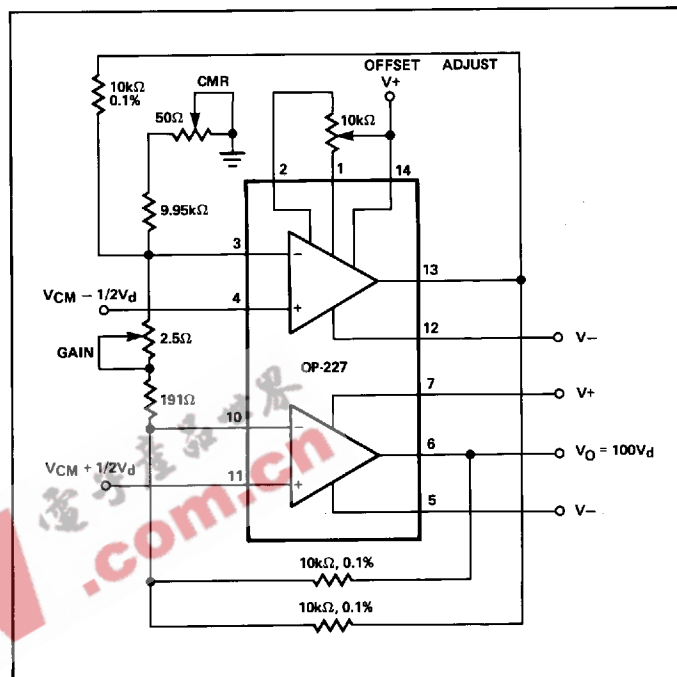 10kΩ
0.1%
CMR
50Ω
OFFSET ADJUST
V+
10kΩ
2
1
14
9.95kΩ
3
−
13
VCM − 1/2Vd
4
+
12
V−
GAIN
2.5Ω
OP-227
7
V+
191Ω
10
−
6
VO = 100Vd
VCM + 1/2Vd
11
+
5
V−
.com.cn
10kΩ, 0.1%
10kΩ, 0.1%